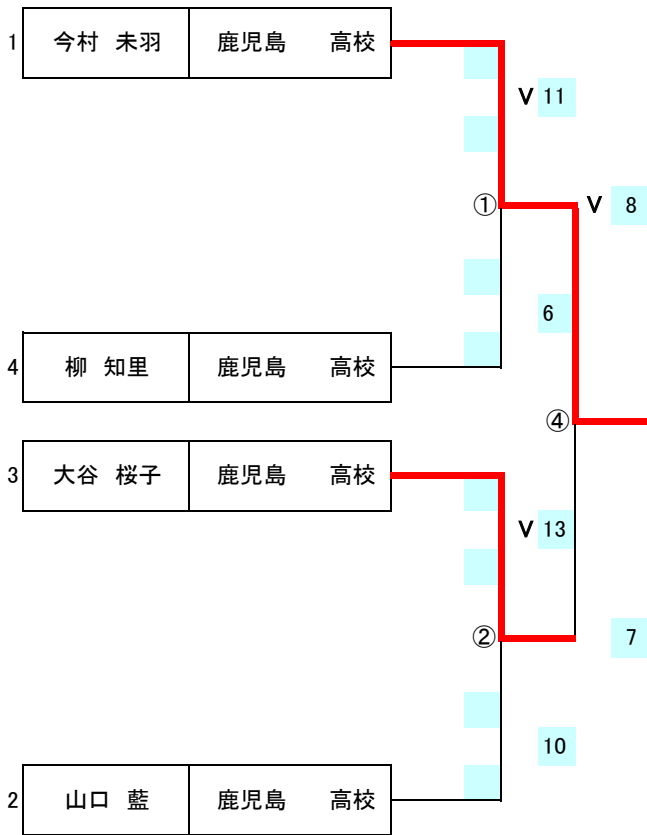 1 今村 未羽 鹿児島 高校
V 11
① V 8
6
4 柳 知里 鹿児島 高校
④
3 大谷 桜子 鹿児島 高校
V 13
② 7
10
2 山口 藍 鹿児島 高校